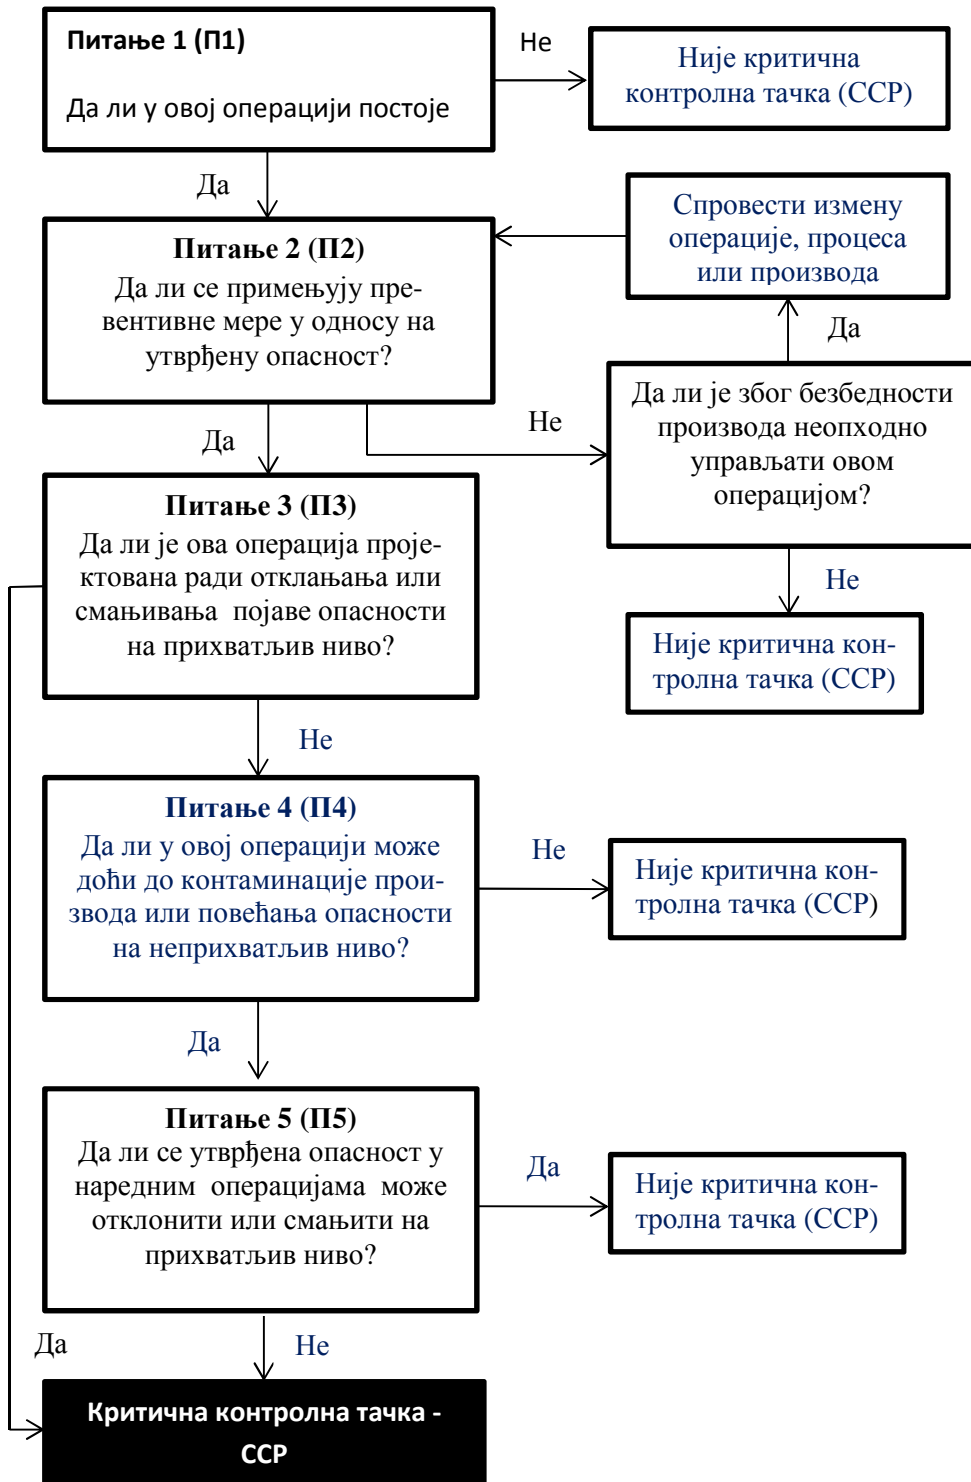 Питање 1 (П1)
Да ли у овој операцији постоје
Не
Није критична
контролна тачка (ССР)
Да
Спровести измену
операције, процеса
или производа
Питање 2 (П2)
Да ли се примењују пре-
вентивне мере у односу на
утврђену опасност?
Да
Да ли је због безбедности
производа неопходно
управљати овом
операцијом?
Не
Да
Питање 3 (П3)
Да ли је ова операција проје-
ктована ради отклањања или
смањивања појаве опасности
на прихватљив ниво?
Не
Није критична кон-
тролна тачка (ССР)
Не
Питање 4 (П4)
Да ли у овој операцији може
доћи до контаминације прои-
звода или повећања опасности
на неприхватљив ниво?
Не
Није критична кон-
тролна тачка (ССР)
Да
Питање 5 (П5)
Да ли се утврђена опасност у
наредним операцијама може
отклонити или смањити на
прихватљив ниво?
Да
Није критична кон-
тролна тачка (ССР)
Да
Не
Критична контролна тачка -
ССР